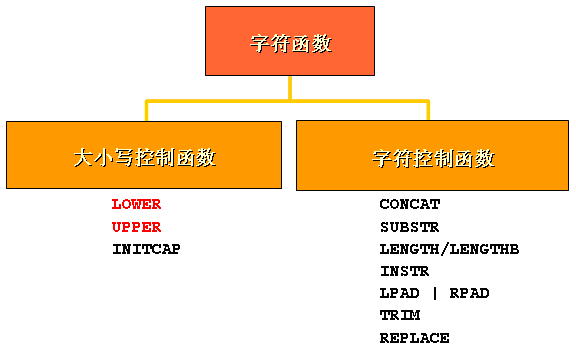 字符函数
大小写控制函数
字符控制函数
LOWER
UPPER
INITCAP
CONCAT
SUBSTR
LENGTH/LENGTHB
INSTR
LPAD | RPAD
TRIM
REPLACE